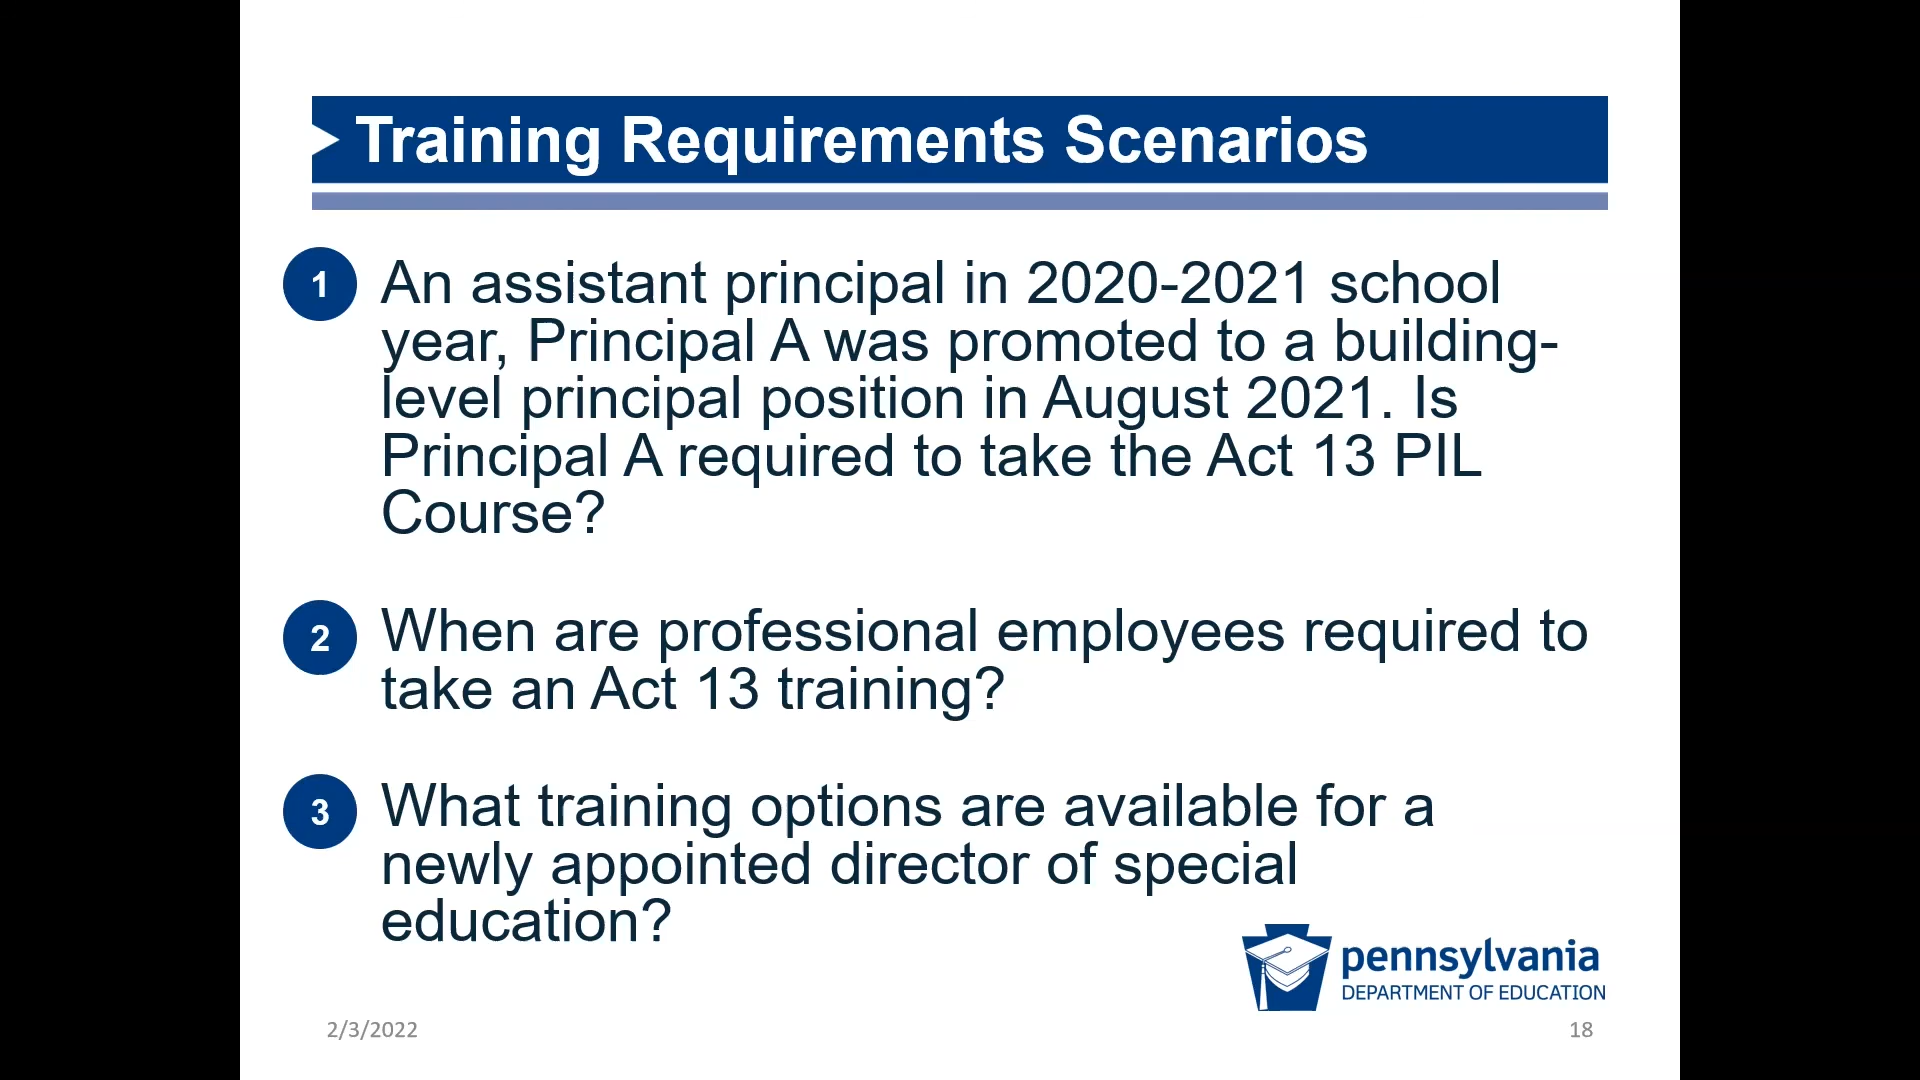 Training Requirements Scenarios
1
An assistant principal in 2020-2021 school
year, Principal A was promoted to a building-
level principal position in August 2021. Is
Principal A required to take the Act 13 PIL
Course?
2
When are professional employees required to
take an Act 13 training?
3
What training options are available for a
newly appointed director of special
education?
pennsylvania
DEPARTMENT OF EDUCATION
2/3/2022
18